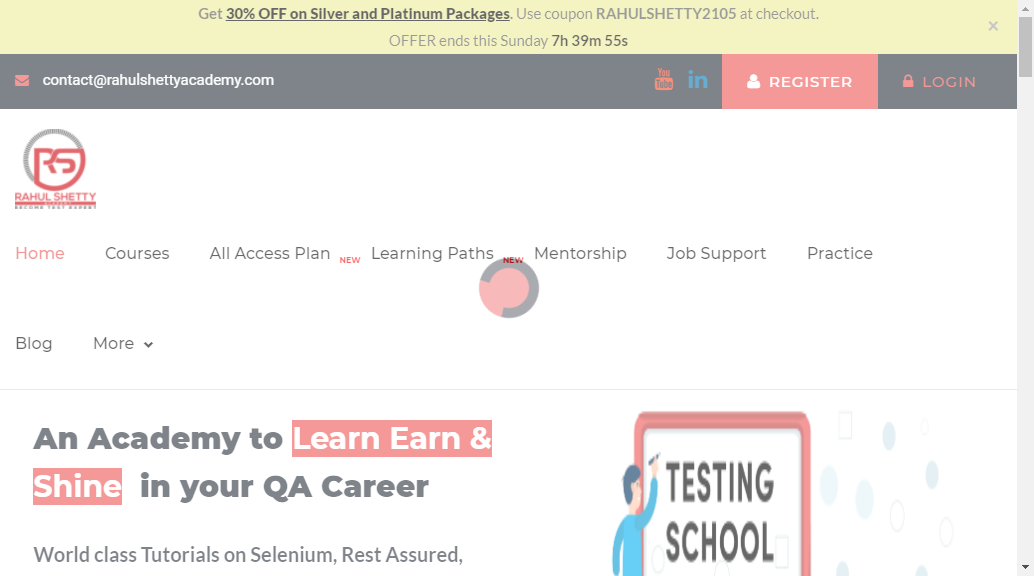 Get 30% OFF on Silver and Platinum Packages. Use coupon RAHULSHETTY2105 at checkout.
OFFER ends this Sunday 7h 39m 55s
×
contact@rahulshettyacademy.com
You Tube
in
REGISTER
LOGIN
RS
RAHUL SHETTY
ACADEMY
BECOME TEST EXPERT
Home Courses All Access Plan NEW Learning Paths NEW Mentorship Job Support Practice
Blog More
An Academy to Learn Earn &
Shine in your QA Career
World class Tutorials on Selenium, Rest Assured,
TESTING
SCHOOL